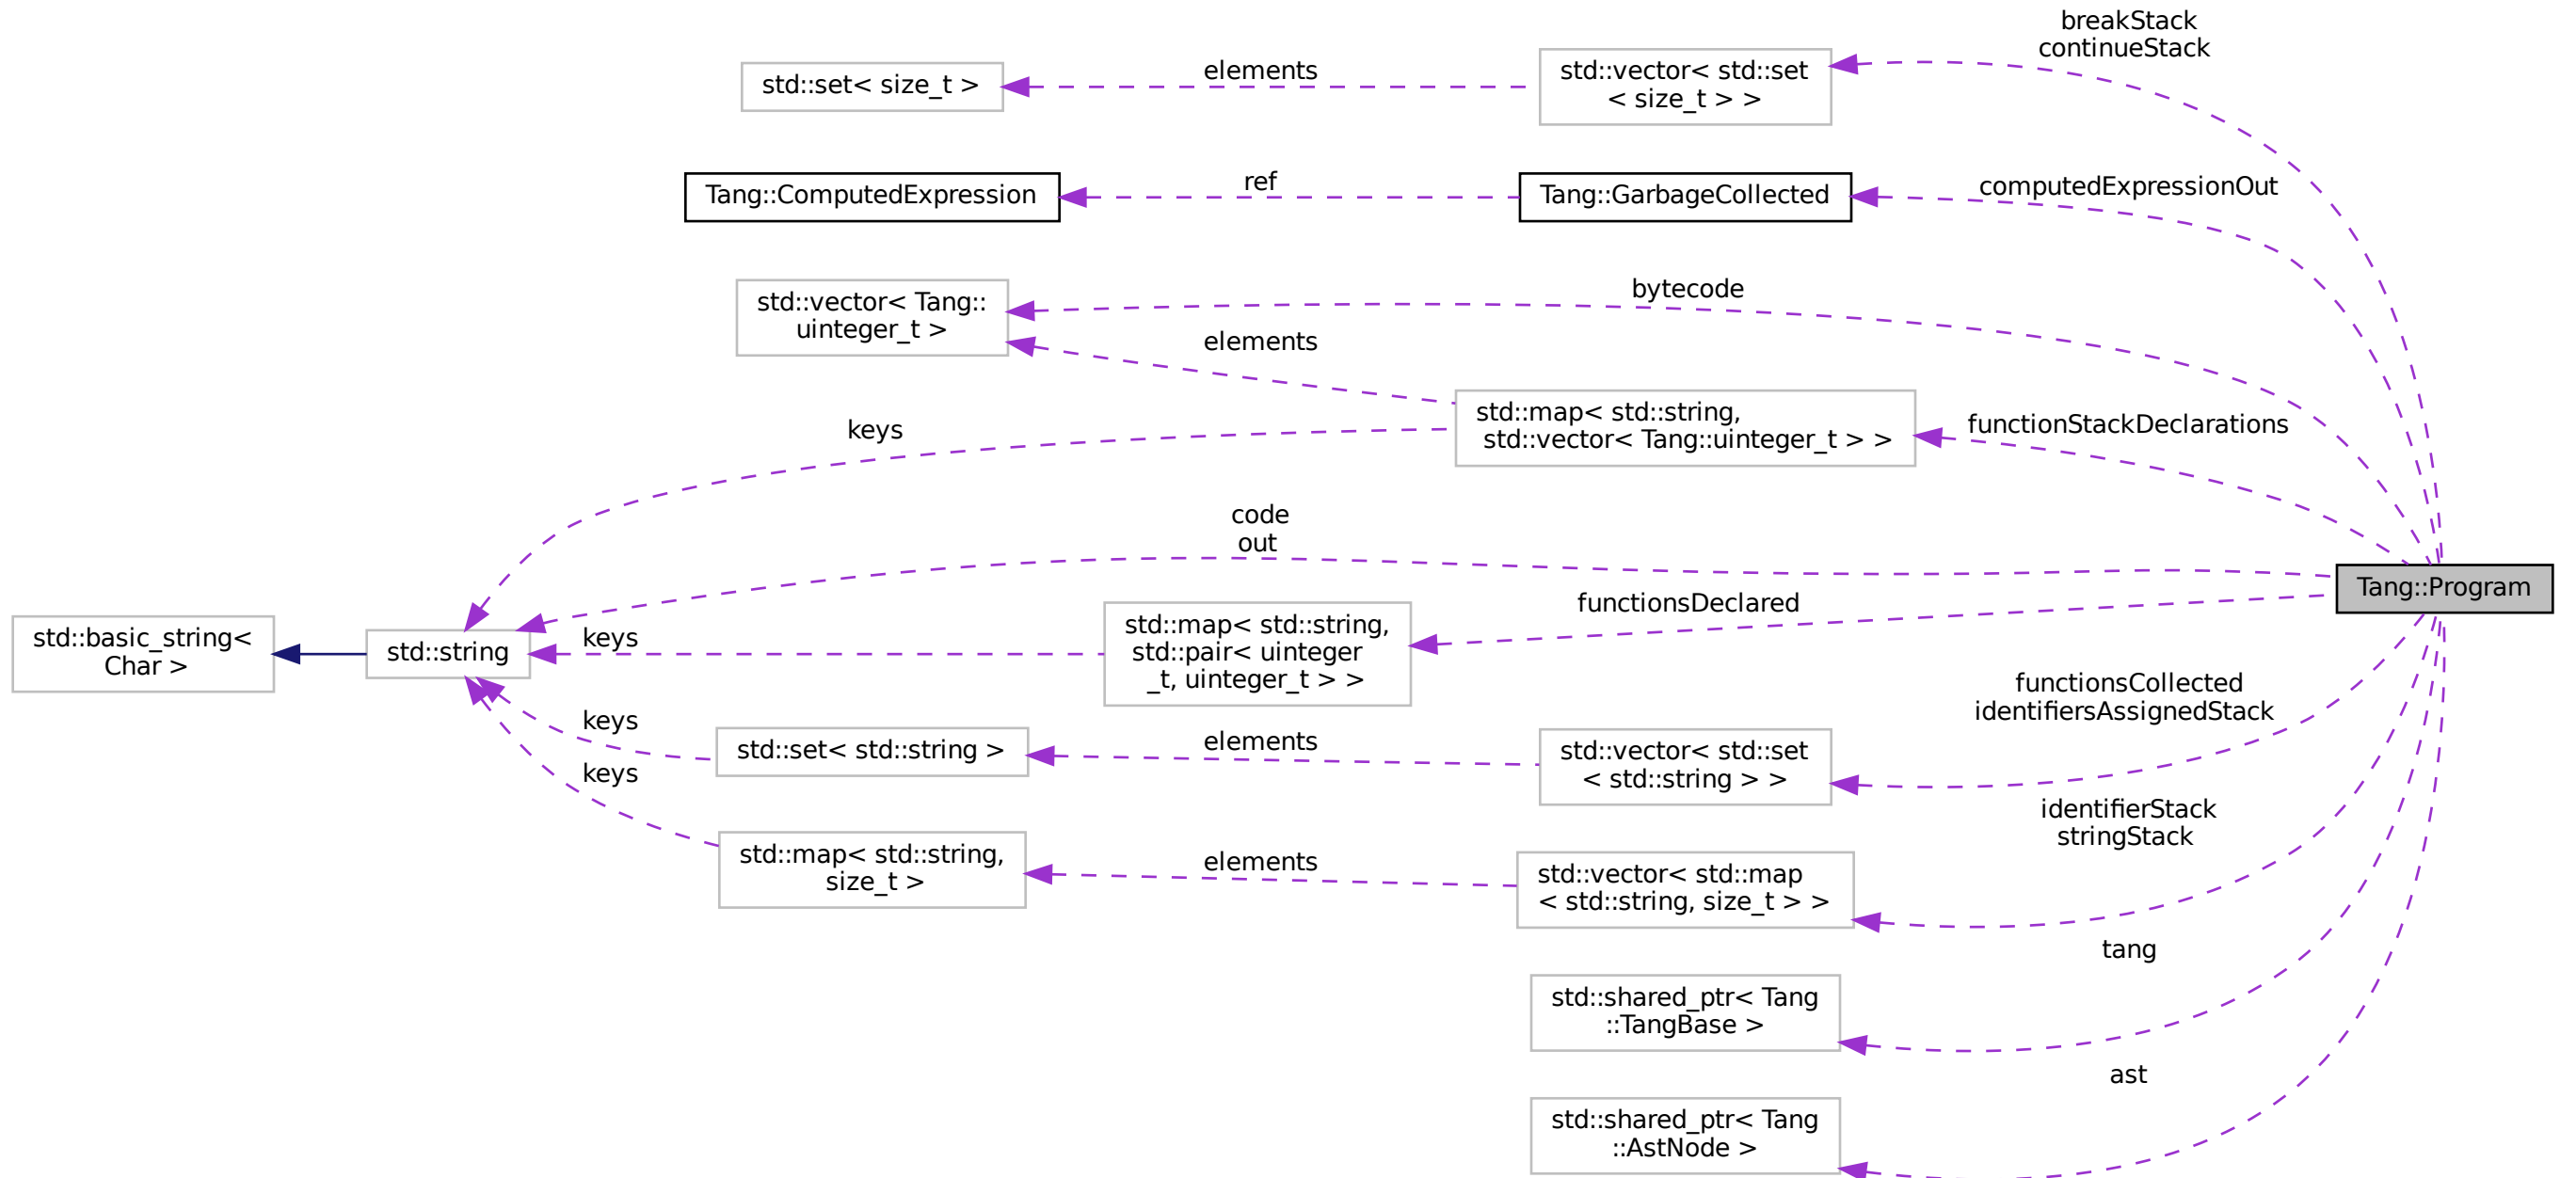 breakStack
continueStack
std::set< size_t >
elements
std::vector< std::set
< size_t > >
Tang::ComputedExpression
ref
Tang::GarbageCollected
computedExpressionOut
std::vector< Tang::
uinteger_t >
bytecode
elements
keys
std::map< std::string,
std::vector< Tang::uinteger_t > >
functionStackDeclarations
code
out
Tang::Program
std::basic_string<
Char >
std::string
keys
std::map< std::string,
std::pair< uinteger
_t, uinteger_t > >
functionsDeclared
functionsCollected
identifiersAssignedStack
keys
std::set< std::string >
elements
std::vector< std::set
< std::string > >
keys
identifierStack
stringStack
std::map< std::string,
size_t >
elements
std::vector< std::map
< std::string, size_t > >
tang
std::shared_ptr< Tang
::TangBase >
ast
std::shared_ptr< Tang
::AstNode >